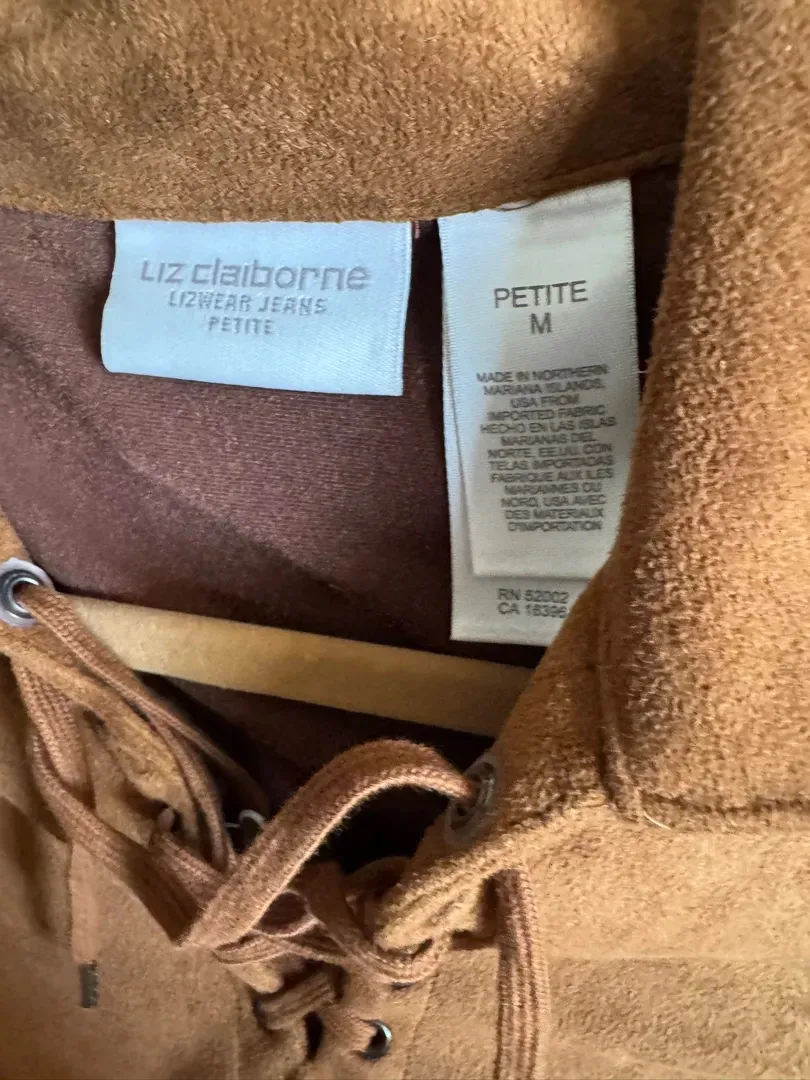 LIZ claiborne
LIZWEAR JEANS
PETITE
PETITE
M
MADE IN NORTHERN
MARIANA ISLANDS,
USA FROM
IMPORTED FABRIC
HECHO EN LAS ISLAS
MARIANAS DEL
NORTE, EE.UU. CON
TELAS IMPORTADAS
FABRIQUE AUX ILES
MARIANNES DU
NORD, USA AVEC
DES MATERIAUX
D'IMPORTATION
RN 52002
CA 16396